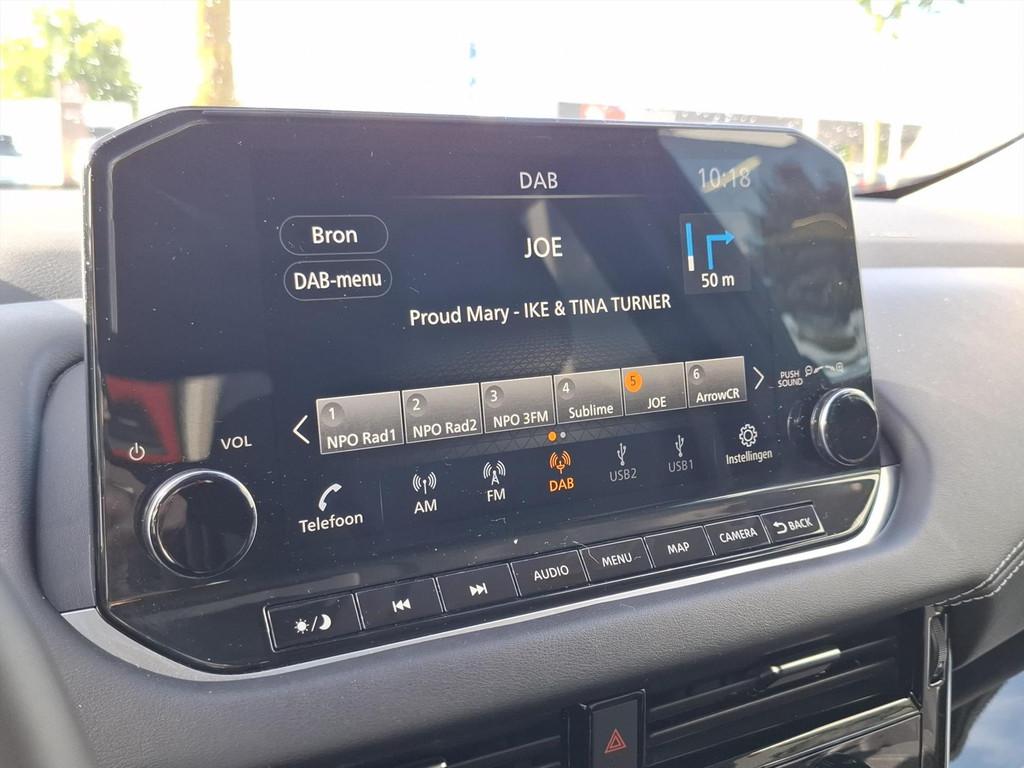 DAB
10:18
Bron
JOE
DAB-menu
50 m
Proud Mary - IKE & TINA TURNER
1 NPO Rad1
2 NPO Rad2
3 NPO 3FM
4 Sublime
5 JOE
6 ArrowCR
PUSH
SOUND
VOL
Telefoon
AM
FM
DAB
USB2
USB1
Instellingen
AUDIO
MENU
MAP
CAMERA
BACK